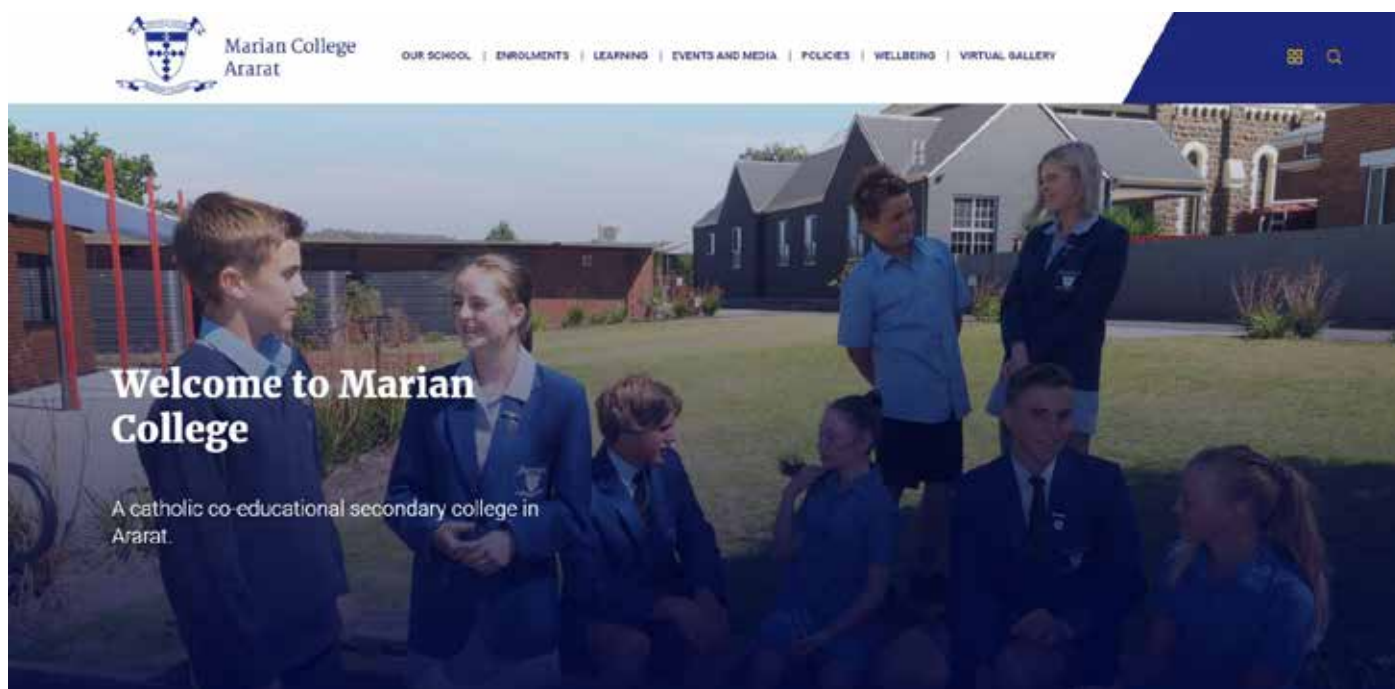 Marian College
Ararat
OUR SCHOOL | ENROLMENTS | LEARNING | EVENTS AND MEDIA | POLICIES | WELLBEING | VIRTUAL GALLERY
Welcome to Marian
College
A catholic co-educational secondary college in
Ararat.